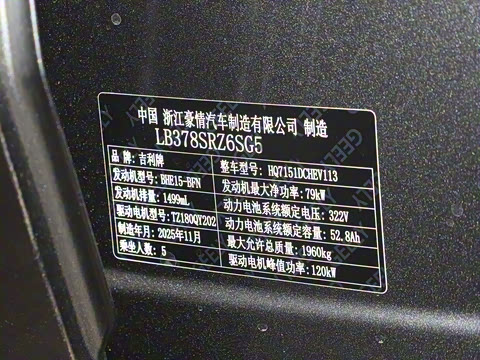 中国 浙江豪情汽车制造有限公司 制造
LB378SRZ6SG5
品 牌: 吉利牌
整车型号: HQ7151DCHEV113
发动机型号: BHE15-BFN
发动机最大净功率: 79kW
发动机排量: 1499mL
动力电池系统额定电压: 322V
驱动电机型号: TZ180QY202
动力电池系统额定容量: 52.8Ah
制造年月: 2025年11月
最大允许总质量: 1960kg
乘坐人数: 5
驱动电机峰值功率: 120kW
GEELY